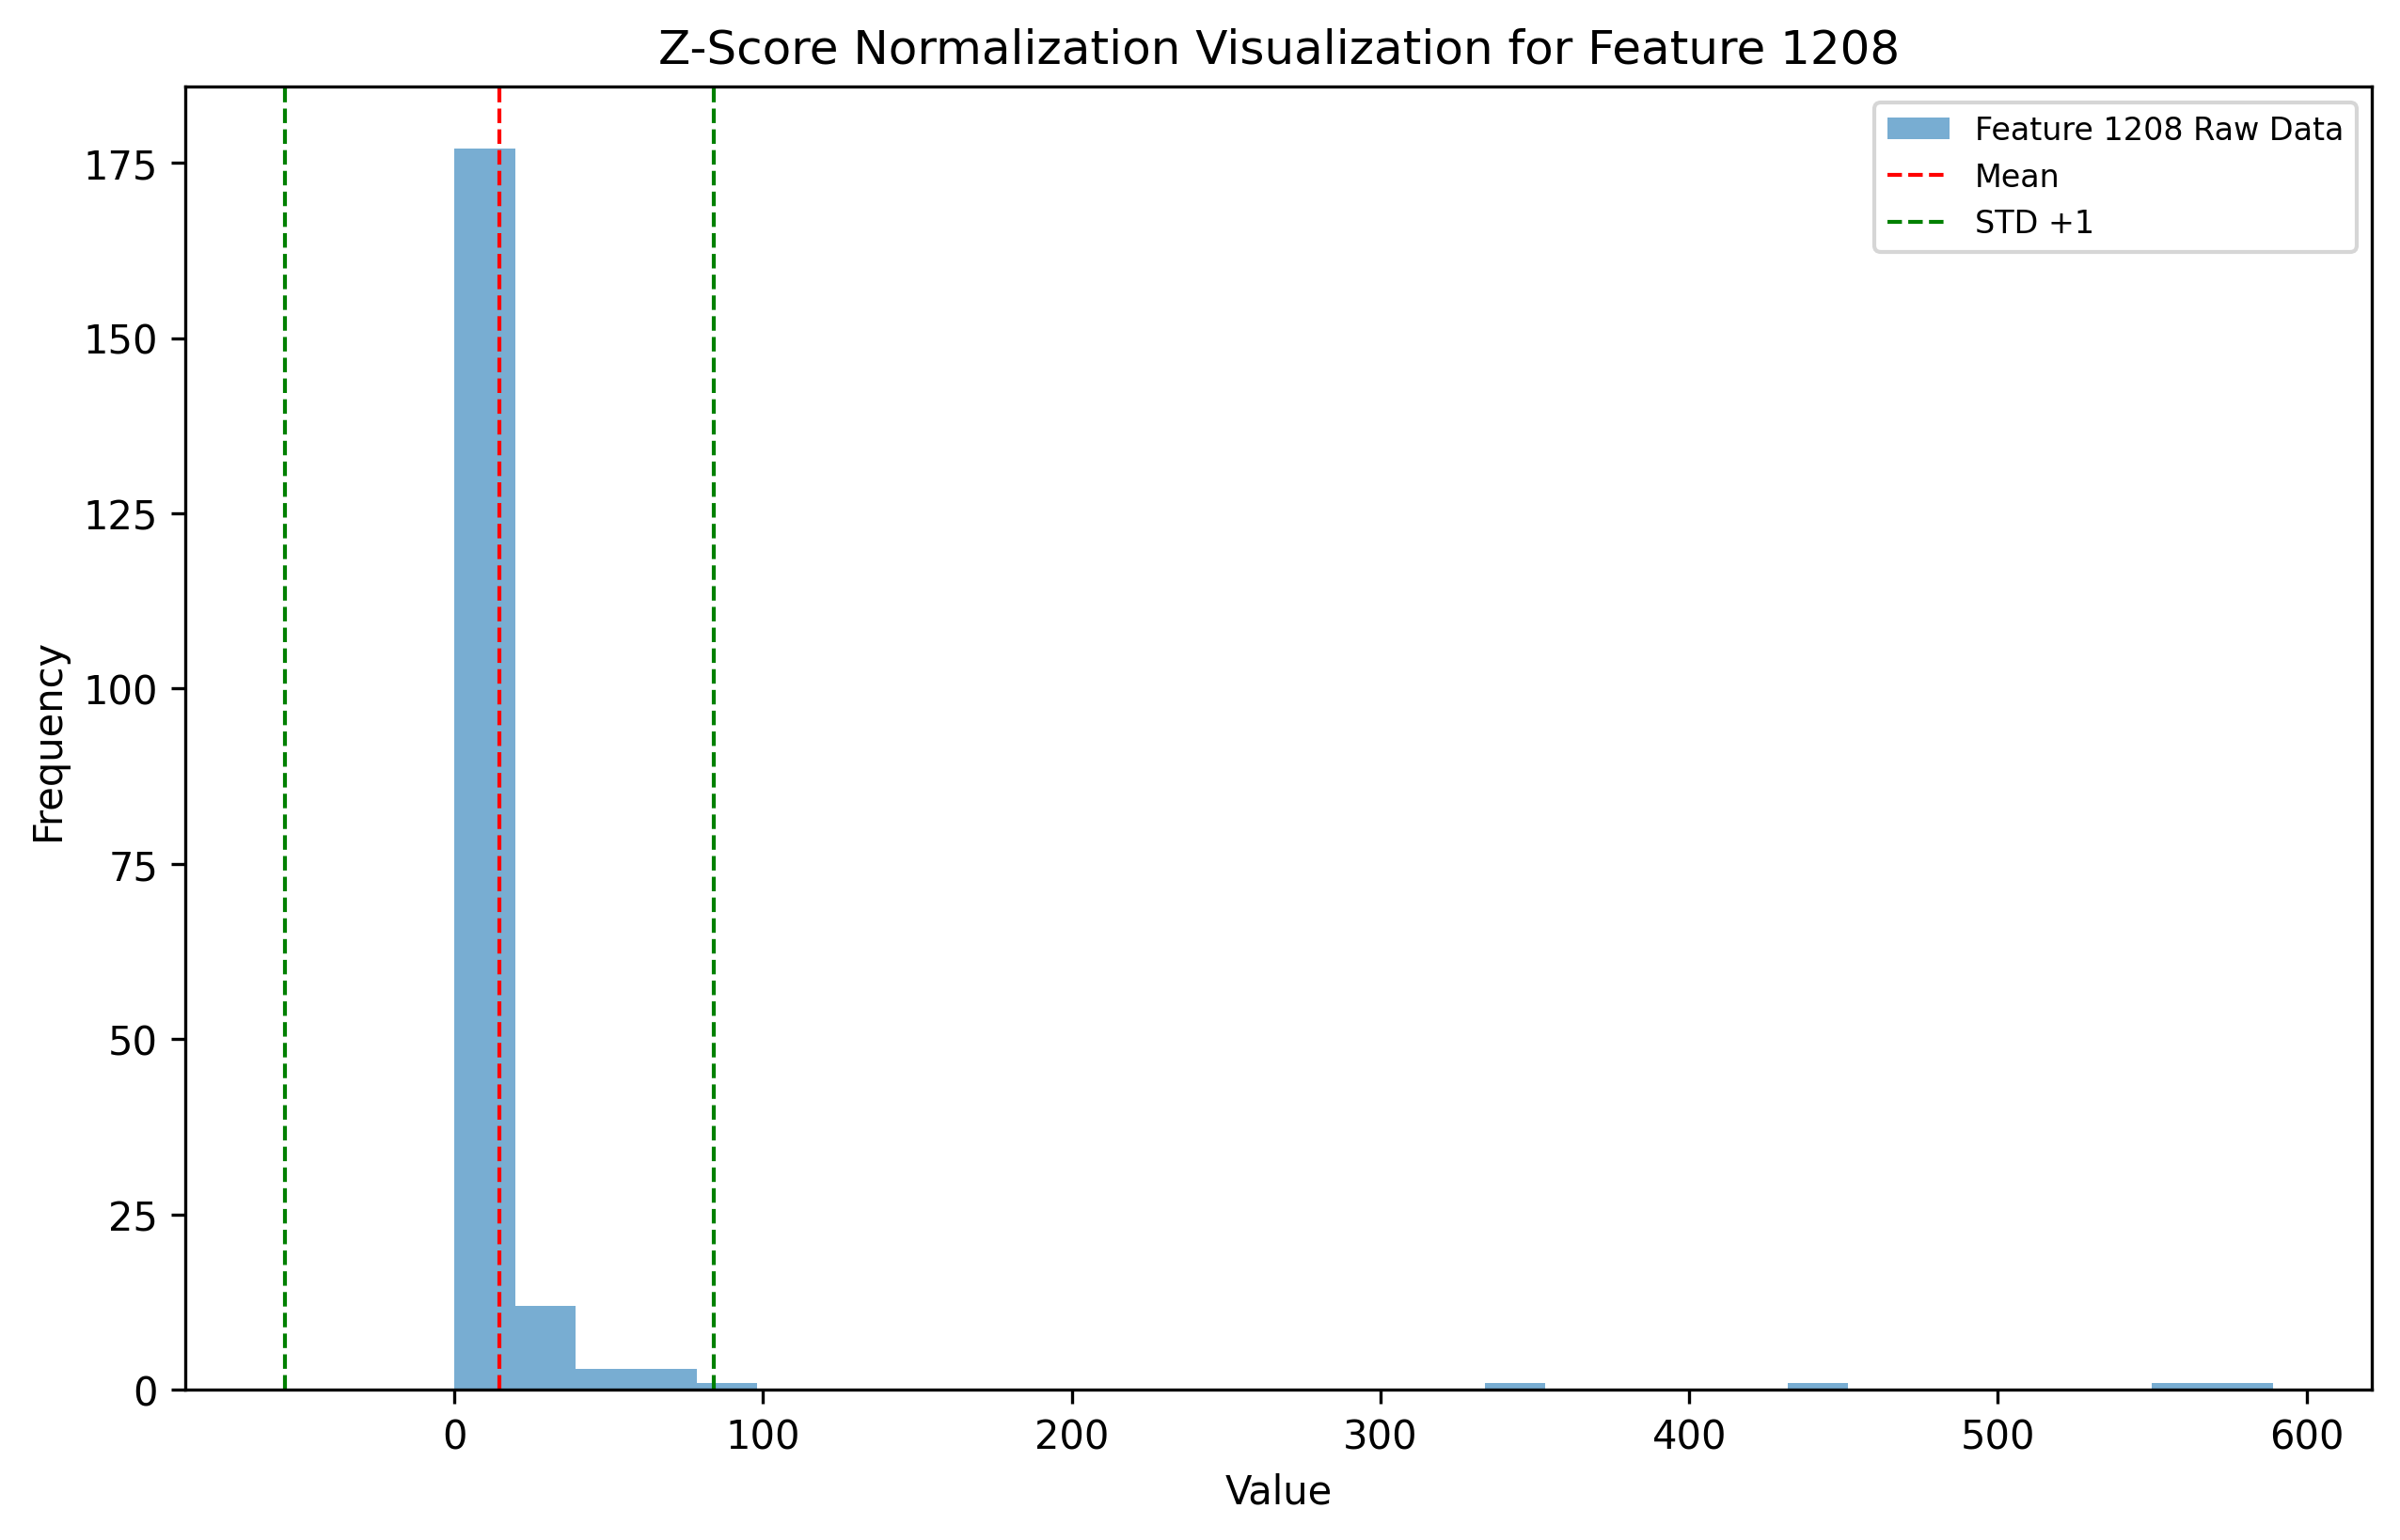 Z-Score Normalization Visualization for Feature 1208
Feature 1208 Raw Data
Mean
STD +1
175
150
125
100
75
50
25
0
Frequency
0 100 200 300 400 500 600
Value